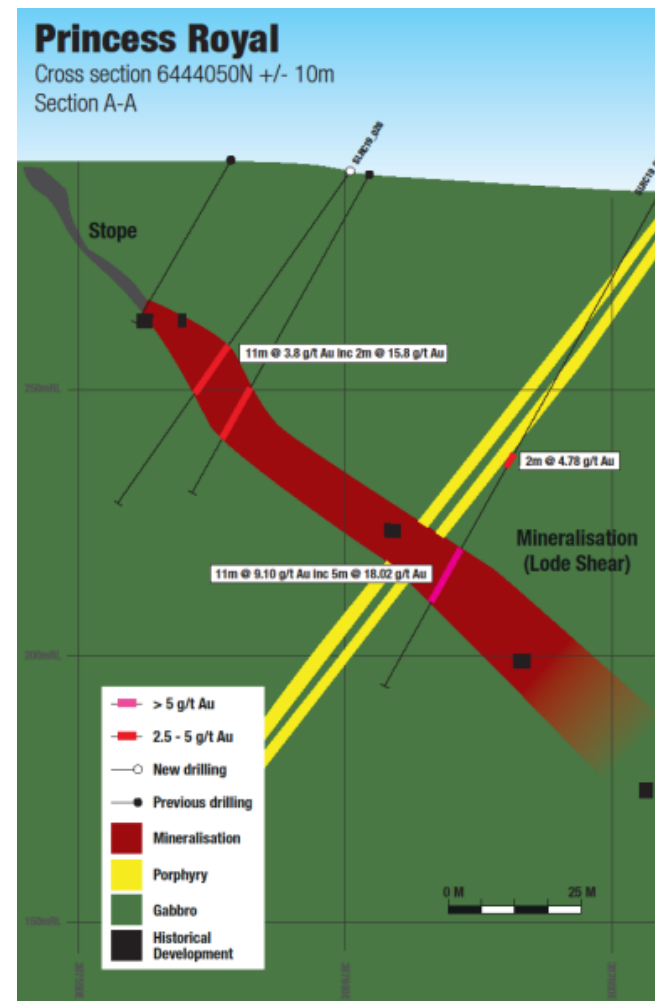 Princess Royal
Cross section 6444050N +/- 10m
Section A-A
SLRC19_026
Stope
11m @ 3.8 g/t Au inc 2m @ 15.8 g/t Au
250mRL
2m @ 4.78 g/t Au
Mineralisation
(Lode Shear)
11m @ 9.10 g/t Au inc 5m @ 18.02 g/t Au
200mRL
> 5 g/t Au
2.5 - 5 g/t Au
New drilling
Previous drilling
Mineralisation
Porphyry
Gabbro
Historical
Development
0 M
25 M
150mRL